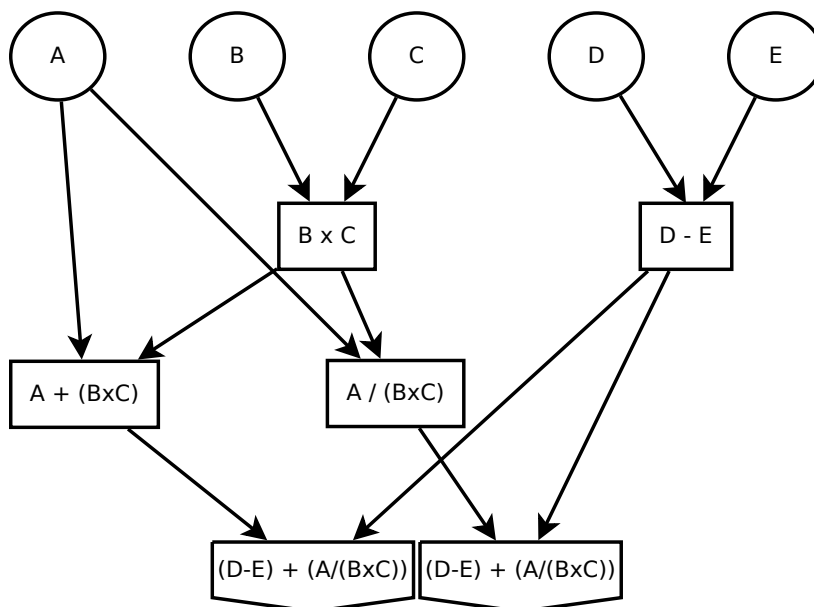 A
B
C
D
E
B x C
D - E
A + (BxC)
A / (BxC)
(D-E) + (A/(BxC))
(D-E) + (A/(BxC))